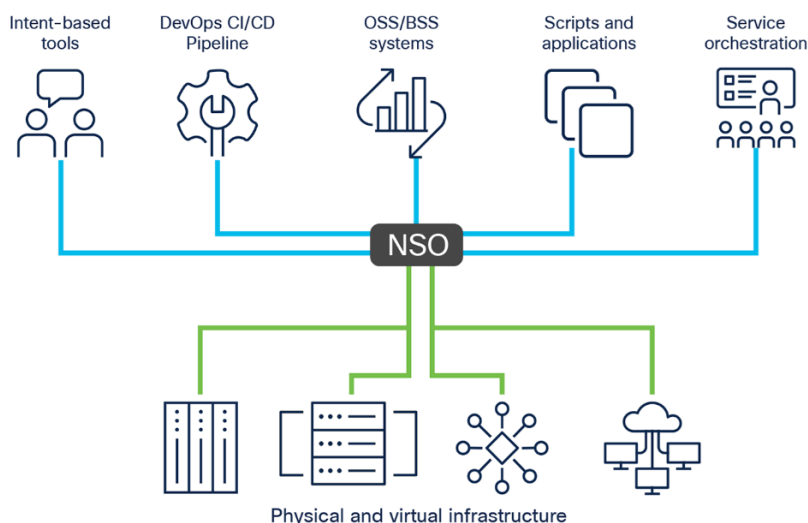 Intent-based
tools
DevOps CI/CD
Pipeline
OSS/BSS
systems
Scripts and
applications
Service
orchestration
NSO
Physical and virtual infrastructure